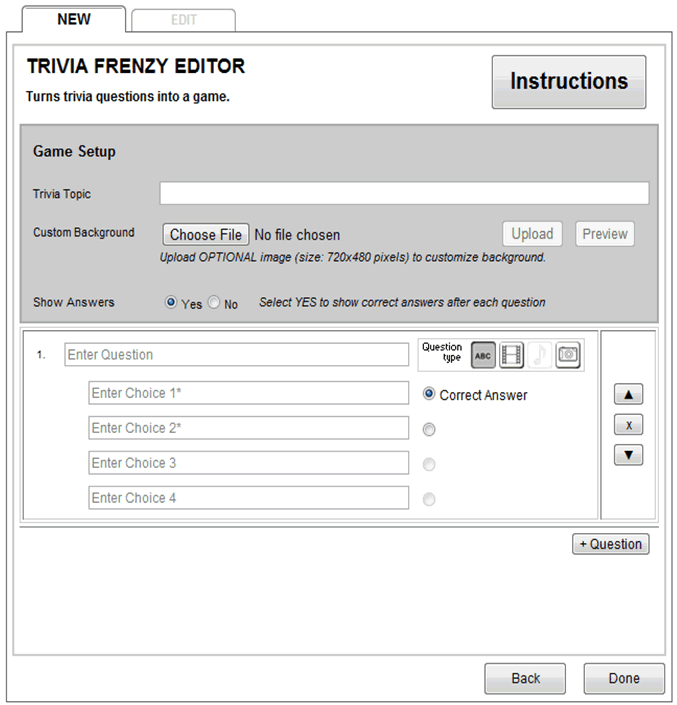 NEW EDIT
TRIVIA FRENZY EDITOR
Instructions
Turns trivia questions into a game.
Game Setup
Trivia Topic
Custom Background Choose File No file chosen Upload Preview
Upload OPTIONAL image (size: 720x480 pixels) to customize background.
Show Answers Yes No Select YES to show correct answers after each question
1. Enter Question Question
type ABC
Enter Choice 1* Correct Answer ▲
Enter Choice 2* x
Enter Choice 3 ▼
Enter Choice 4
+ Question
Back Done